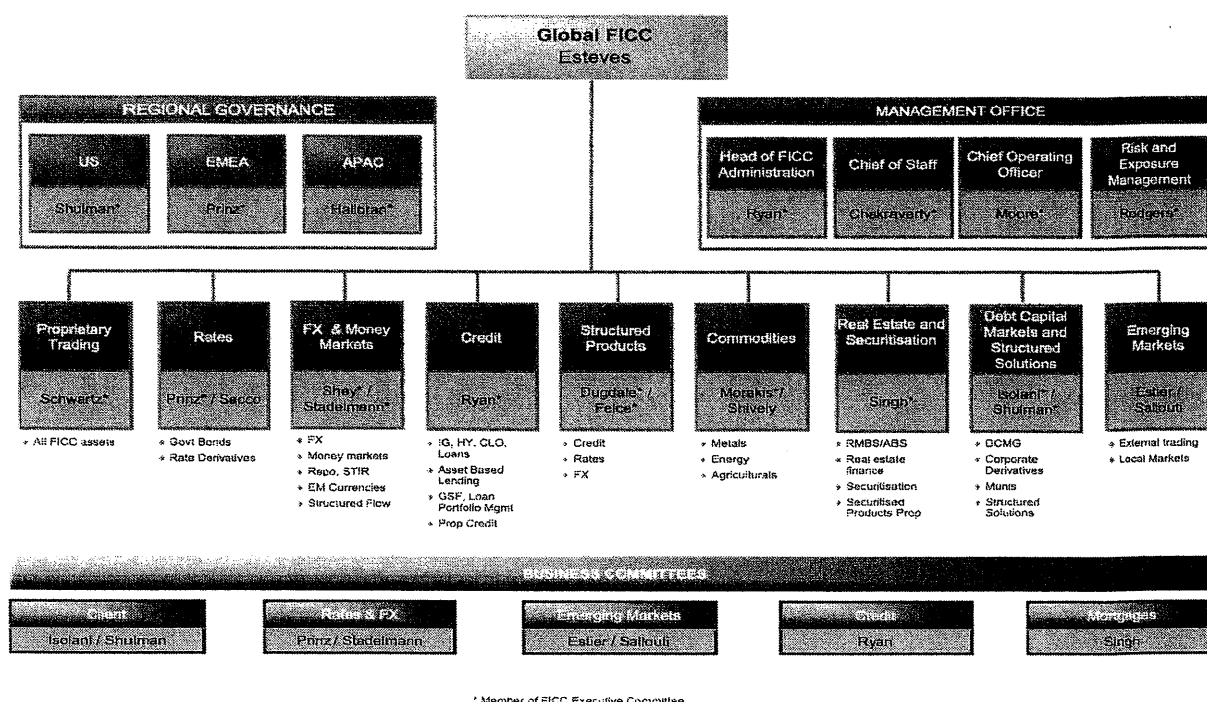 Global FICC
Esteves
REGIONAL GOVERNANCE
US
Shulman*
EMEA
Prinz*
APAC
Halloran*
MANAGEMENT OFFICE
Head of FICC
Administration
Ryan*
Chief of Staff
Chakravarty*
Chief Operating
Officer
Moore*
Risk and
Exposure
Management
Rodgers*
Proprietary
Trading
Schwartz*
All FICC assets
Rates
Prinz* / Sacco
Govt Bonds
Rate Derivatives
FX & Money
Markets
Shay* /
Stadelmann*
FX
Money markets
Repo, STIR
EM Currencies
Structured Flow
Credit
Ryan*
IG, HY, CLO,
Loans
Asset Based
Lending
GSF, Loan
Portfolio Mgmt
Prop Credit
Structured
Products
Dugdale* /
Felce*
Credit
Rates
FX
Commodities
Morakis* /
Shively
Metals
Energy
Agriculturals
Real Estate and
Securitisation
Singh*
RMBS/ABS
Real estate
finance
Securitisation
Securitised
Products Prop
Debt Capital
Markets and
Structured
Solutions
Isolani* /
Shulman*
DCMG
Corporate
Derivatives
Munis
Structured
Solutions
Emerging
Markets
Estier /
Sallouti
External trading
Local Markets
BUSINESS COMMITTEES
Client
Isolani / Shulman
Rates & FX
Prinz / Stadelmann
Emerging Markets
Estier / Sallouti
Credit
Ryan
Mortgages
Singh
* Member of FICC Executive Committee